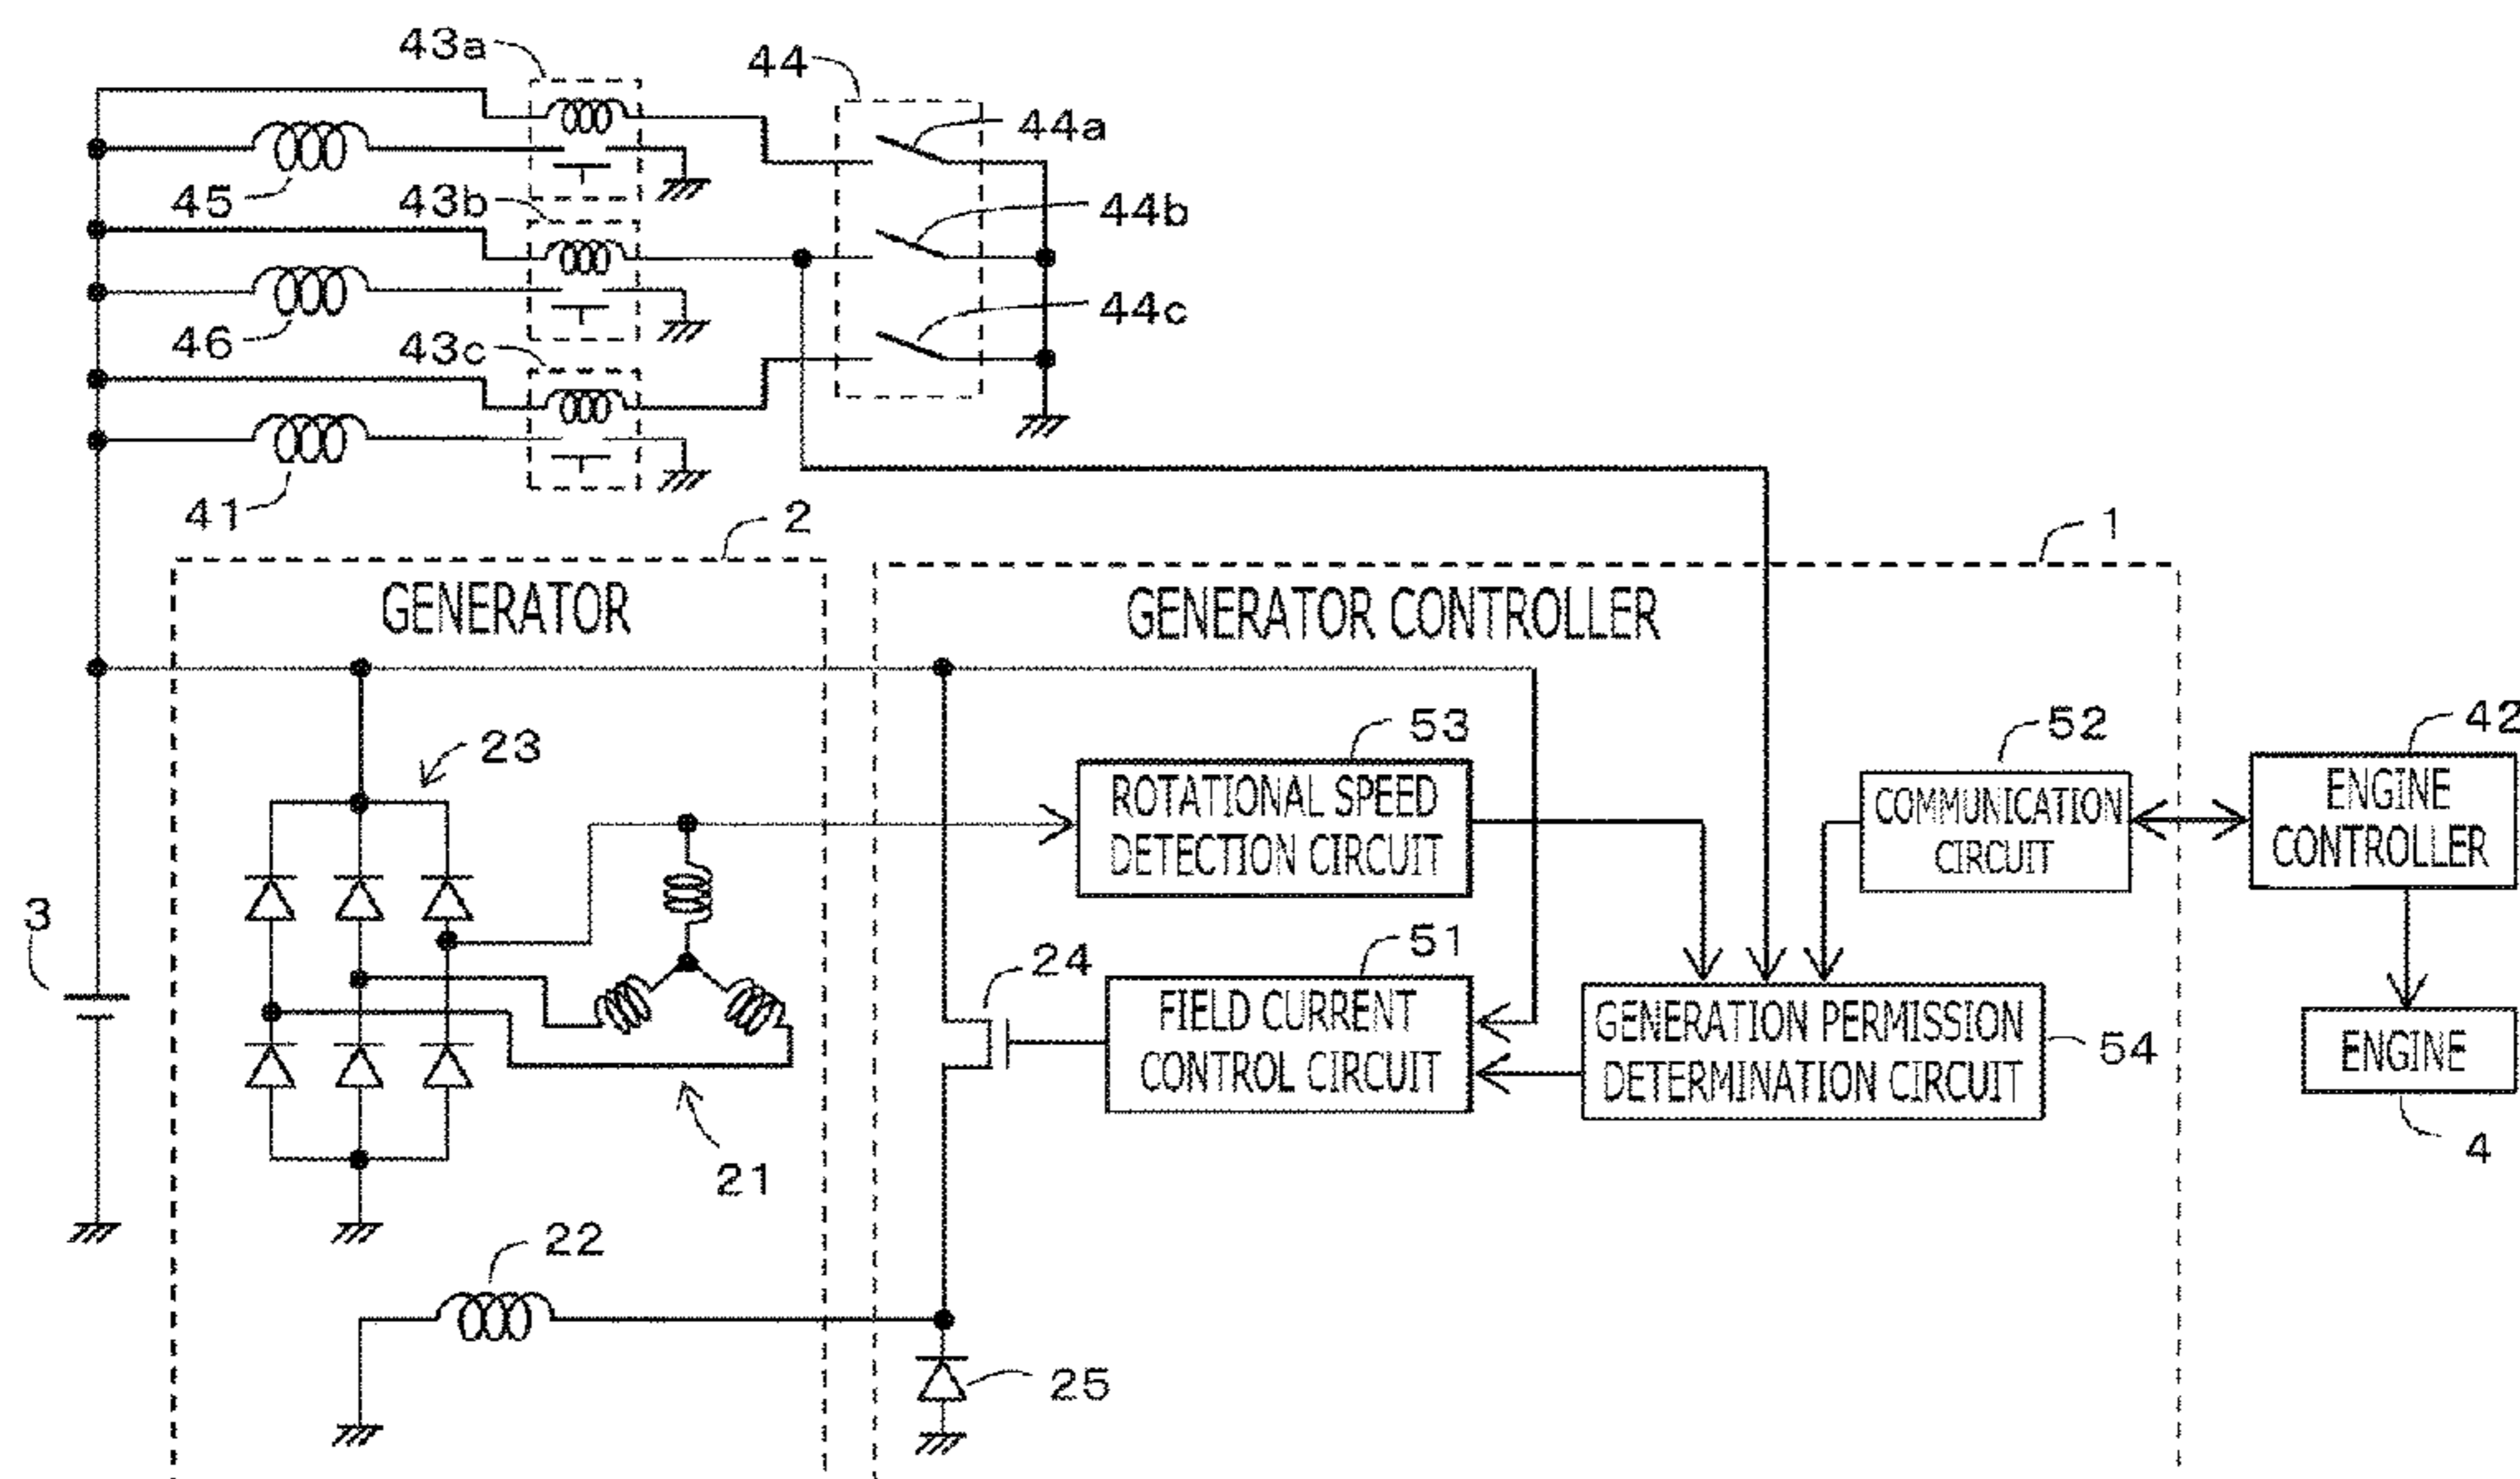 43a
44
44a
45
43b
44b
46
43c
44c
41
2
1
GENERATOR
GENERATOR CONTROLLER
23
53
52
42
ROTATIONAL SPEED
DETECTION CIRCUIT
COMMUNICATION
CIRCUIT
ENGINE
CONTROLLER
3
24
51
FIELD CURRENT
CONTROL CIRCUIT
GENERATION PERMISSION
DETERMINATION CIRCUIT
54
ENGINE
4
21
22
25